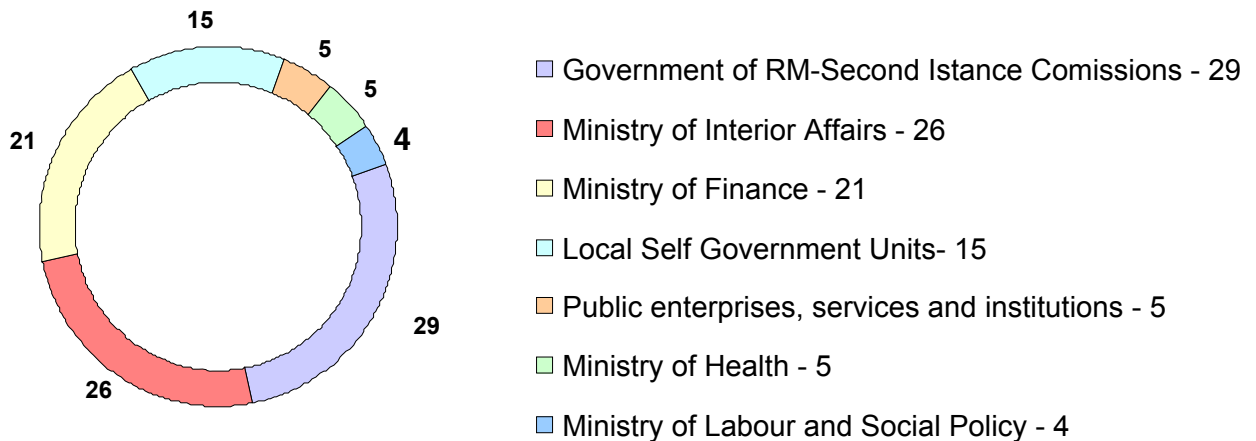 15
5
5
4
21
29
26
Government of RM-Second Istance Comissions - 29
Ministry of Interior Affairs - 26
Ministry of Finance - 21
Local Self Government Units- 15
Public enterprises, services and institutions - 5
Ministry of Health - 5
Ministry of Labour and Social Policy - 4